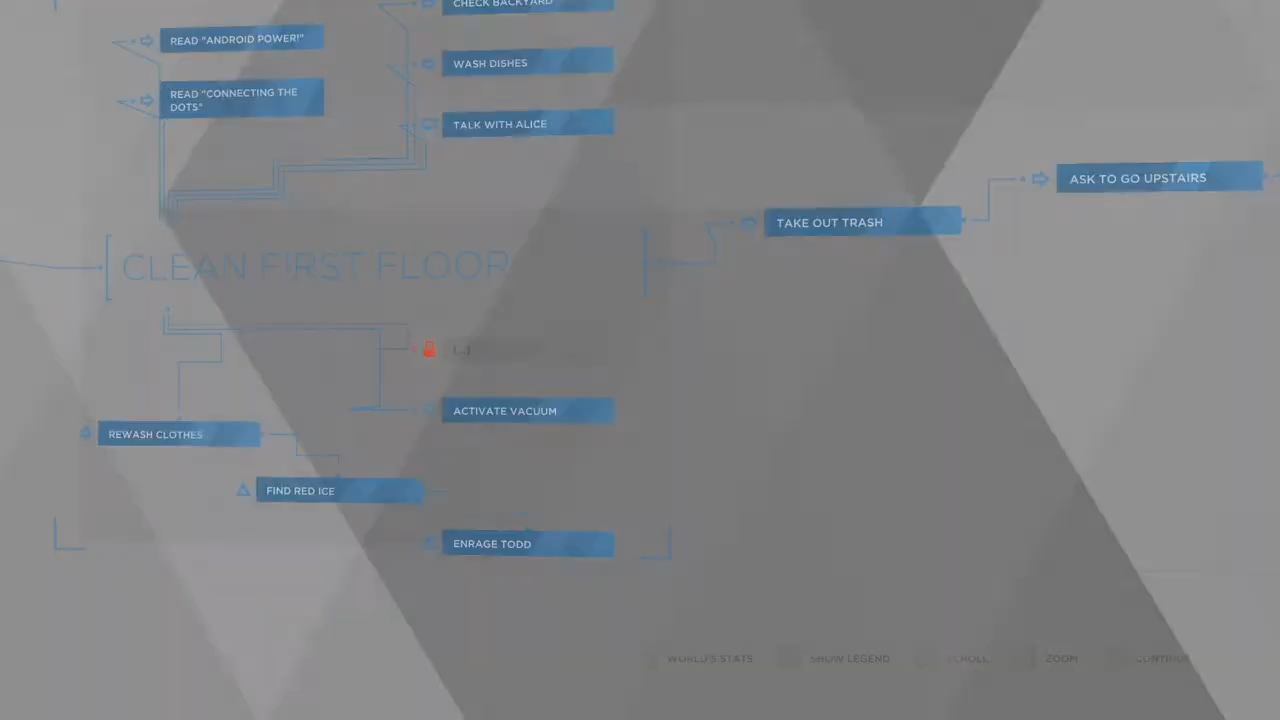 CHECK BACKYARD
READ "ANDROID POWER!"
WASH DISHES
READ "CONNECTING THE
DOTS"
TALK WITH ALICE
ASK TO GO UPSTAIRS
TAKE OUT TRASH
CLEAN FIRST FLOOR
(...)
ACTIVATE VACUUM
REWASH CLOTHES
FIND RED ICE
ENRAGE TODD
WORLD'S STATS
SHOW LEGEND
SCROLL
ZOOM
CONTINUE